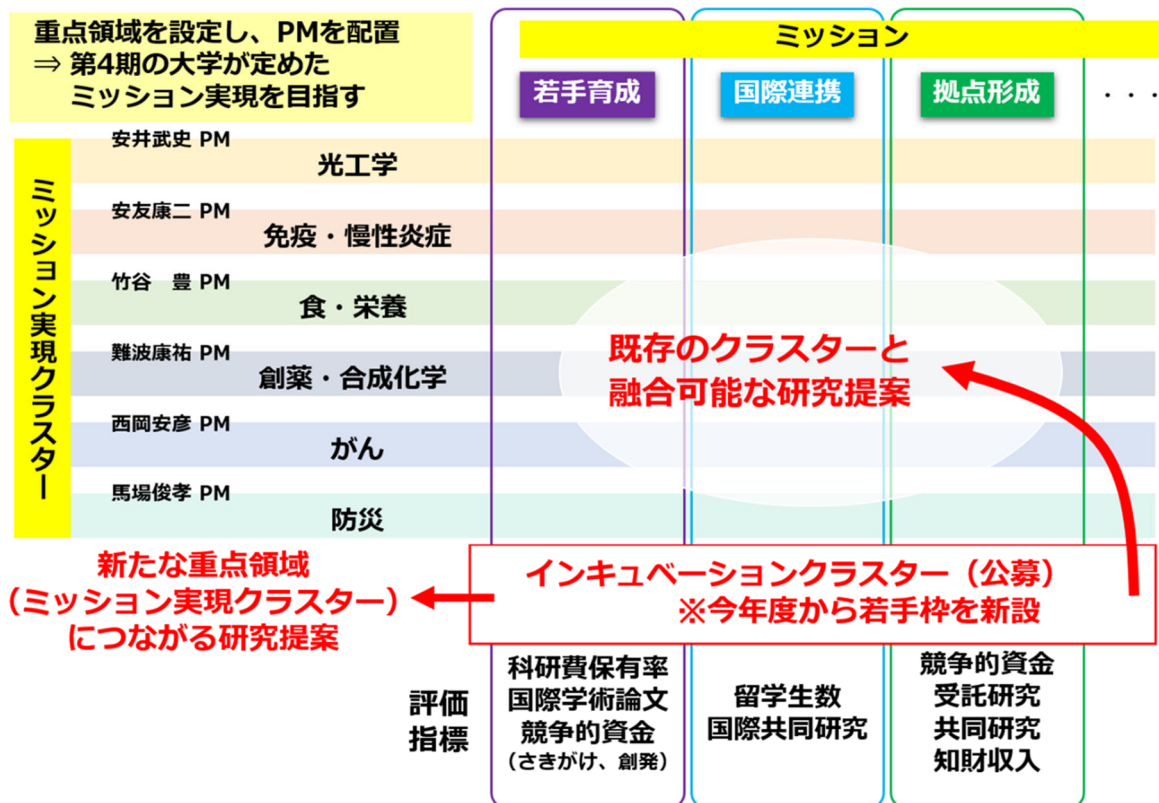 重点領域を設定し、PMを配置
⇒ 第4期の大学が定めた
ミッション実現を目指す
ミッション
若手育成
国際連携
拠点形成
・・・
ミッション実現クラスター
安井武史 PM
光工学
安友康二 PM
免疫・慢性炎症
竹谷　豊 PM
食・栄養
難波康祐 PM
創薬・合成化学
西岡安彦 PM
がん
馬場俊孝 PM
防災
既存のクラスターと
融合可能な研究提案
新たな重点領域
（ミッション実現クラスター）
につながる研究提案
インキュベーションクラスター（公募）
※今年度から若手枠を新設
評価
指標
科研費保有率
国際学術論文
競争的資金
（さきがけ、創発）
留学生数
国際共同研究
競争的資金
受託研究
共同研究
知財収入